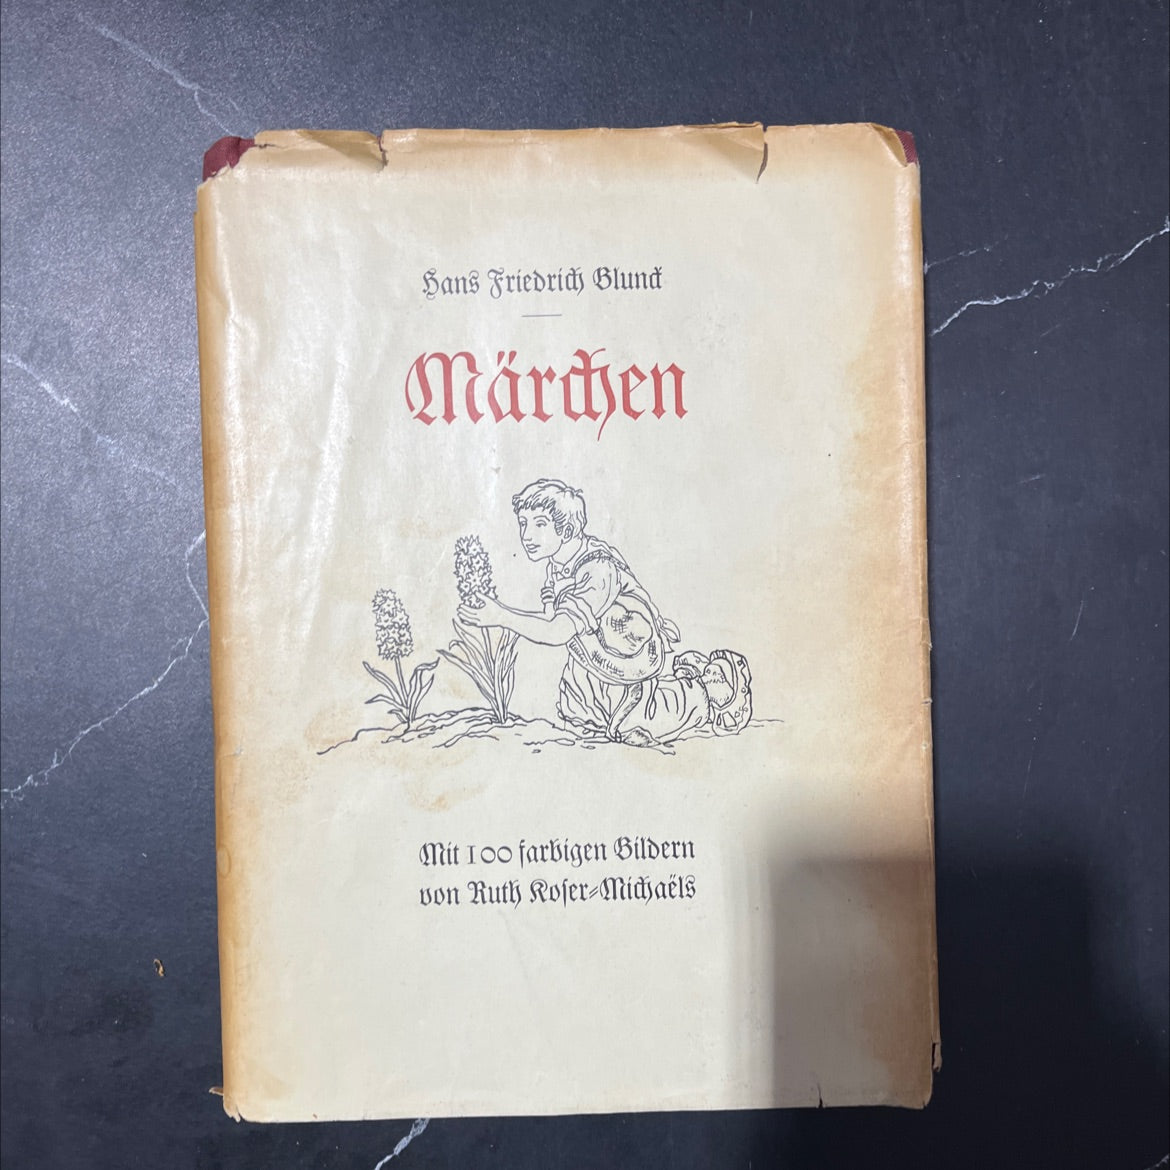 Hans Friedrich Blunck
Märchen
Mit 100 farbigen Bildern
von Ruth Koser-Michaëls